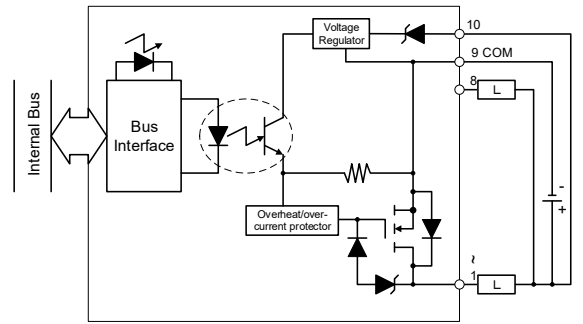 Voltage
Regulator
10
9 COM
8
L
Internal Bus
Bus
Interface
-
+
Overheat/over-
current protector
~
1
L